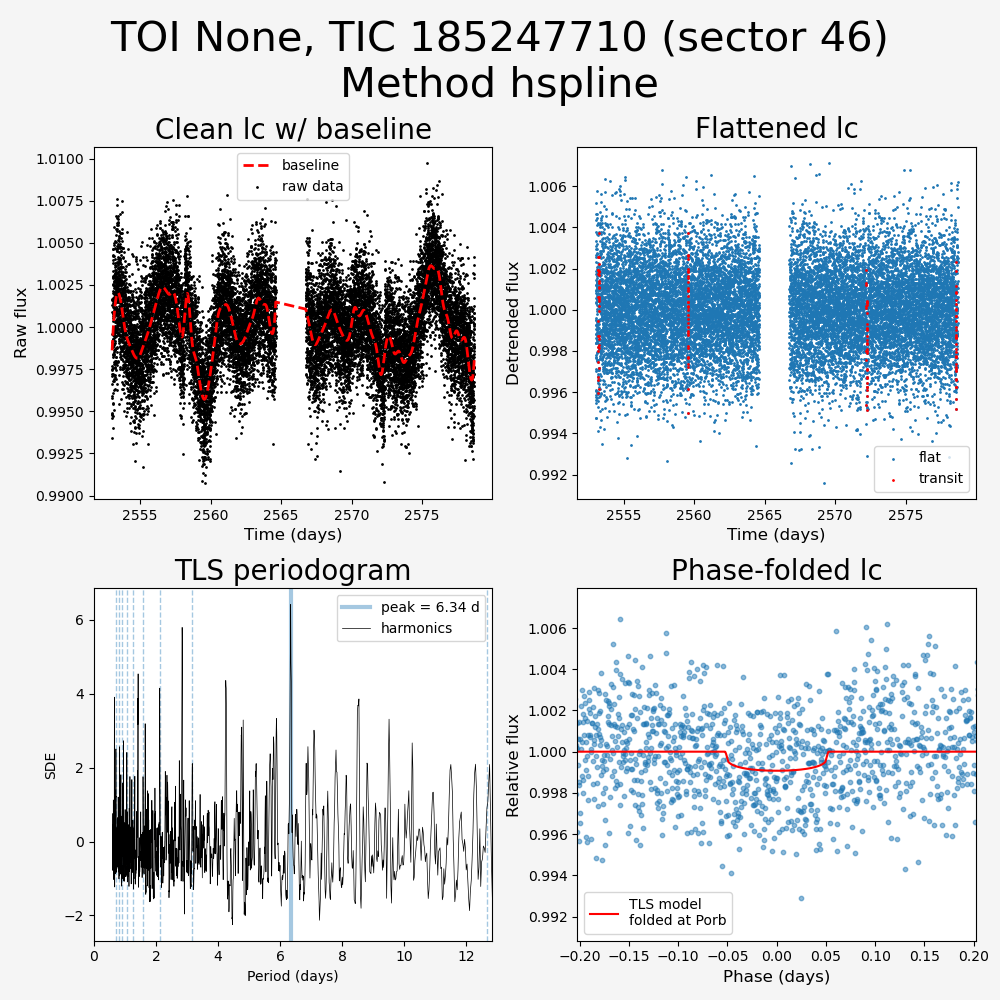 TOI None, TIC 185247710 (sector 46)
Method hspline
Clean lc w/ baseline
baseline
raw data
1.0100
1.0075
1.0050
1.0025
1.0000
0.9975
0.9950
0.9925
0.9900
Raw flux
2555
2560
2565
2570
2575
Time (days)
Flattened lc
1.006
1.004
1.002
1.000
0.998
0.996
0.994
0.992
Detrended flux
flat
transit
2555
2560
2565
2570
2575
Time (days)
TLS periodogram
peak = 6.34 d
harmonics
6
4
2
0
−2
SDE
0
2
4
6
8
10
12
Period (days)
Phase-folded lc
1.006
1.004
1.002
1.000
0.998
0.996
0.994
0.992
Relative flux
TLS model
folded at Porb
−0.20
−0.15
−0.10
−0.05
0.00
0.05
0.10
0.15
0.20
Phase (days)